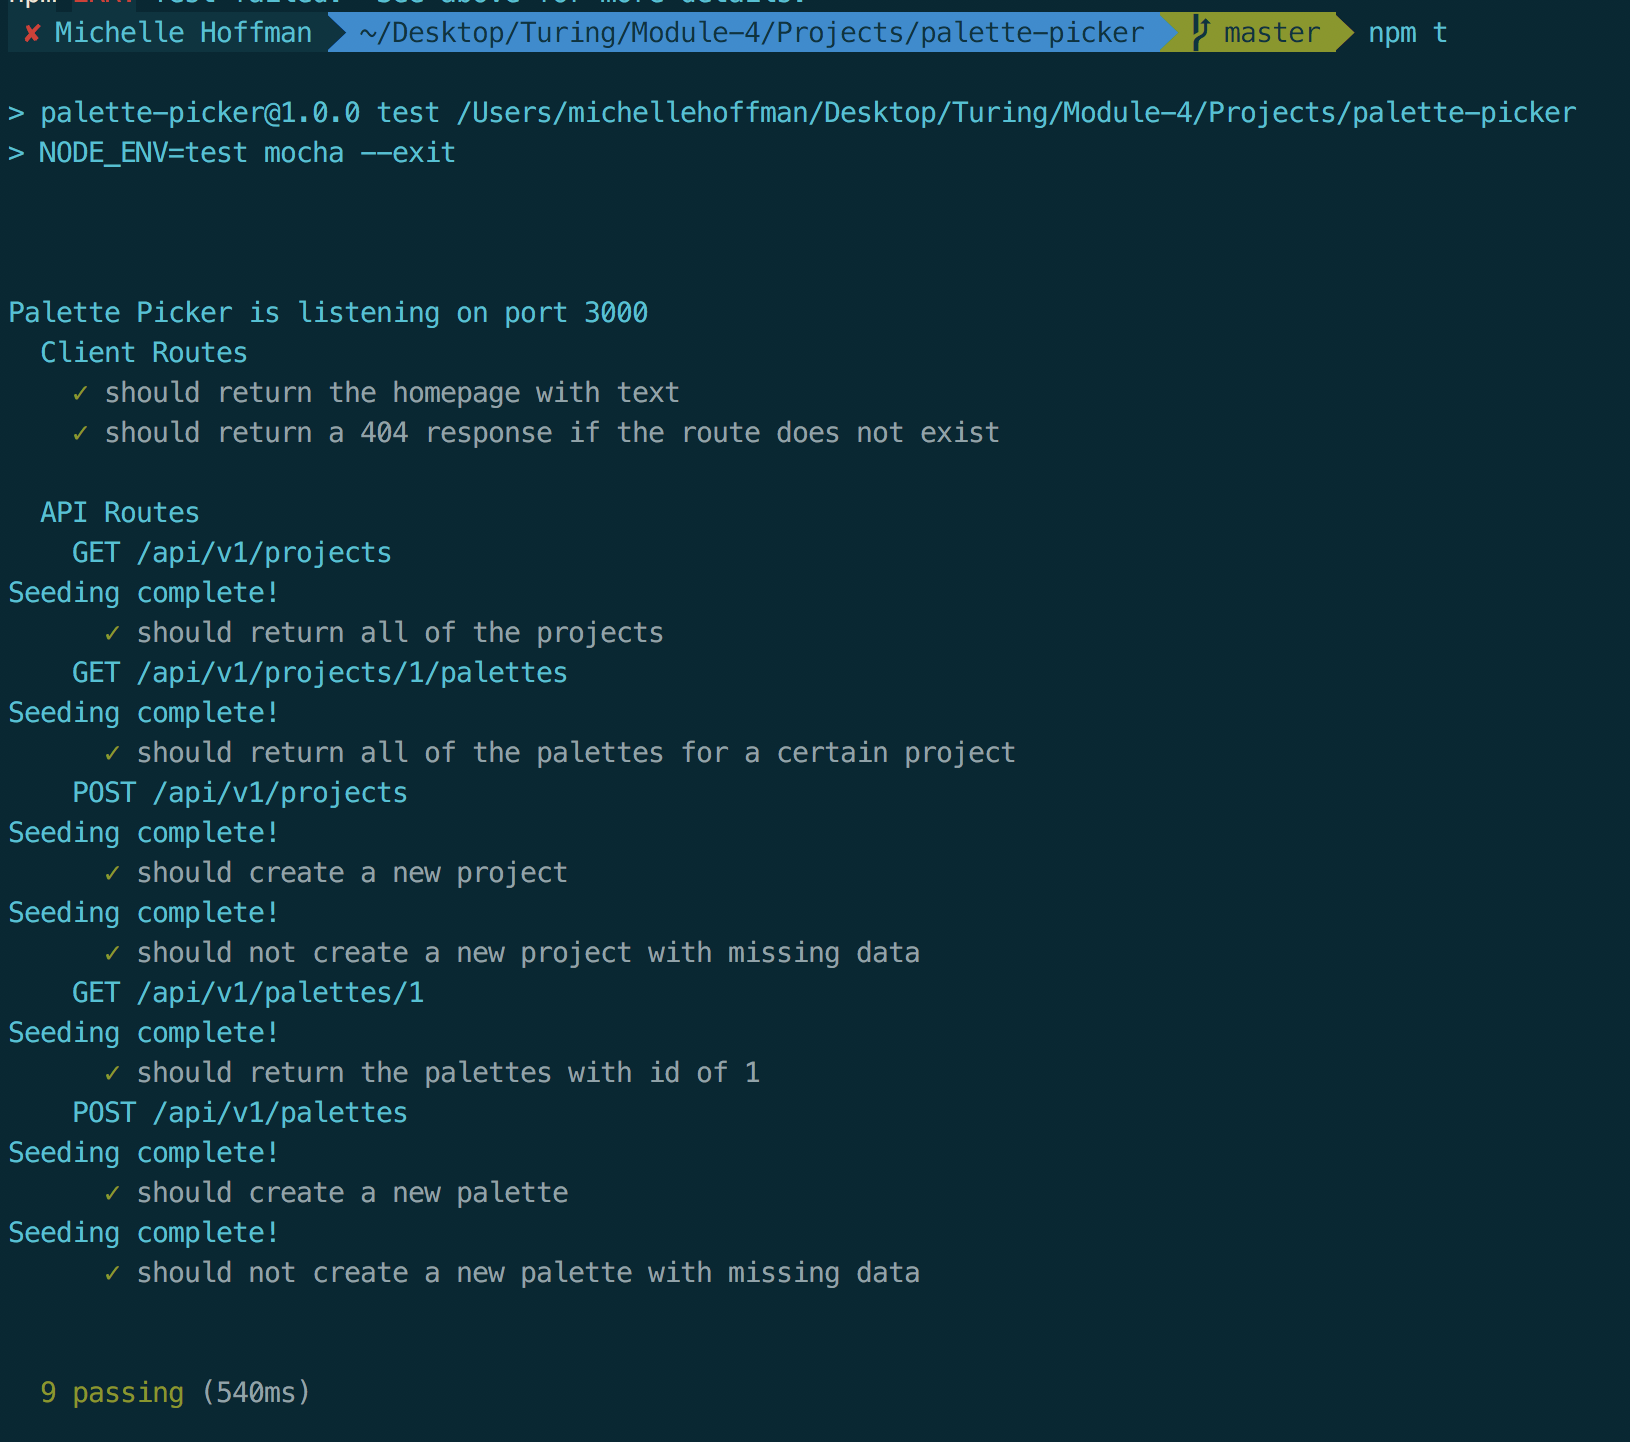 ✘ Michelle Hoffman ~/Desktop/Turing/Module-4/Projects/palette-picker master npm t
> palette-picker@1.0.0 test /Users/michellehoffman/Desktop/Turing/Module-4/Projects/palette-picker
> NODE_ENV=test mocha --exit
Palette Picker is listening on port 3000
Client Routes
✓ should return the homepage with text
✓ should return a 404 response if the route does not exist
API Routes
GET /api/v1/projects
Seeding complete!
✓ should return all of the projects
GET /api/v1/projects/1/palettes
Seeding complete!
✓ should return all of the palettes for a certain project
POST /api/v1/projects
Seeding complete!
✓ should create a new project
Seeding complete!
✓ should not create a new project with missing data
GET /api/v1/palettes/1
Seeding complete!
✓ should return the palettes with id of 1
POST /api/v1/palettes
Seeding complete!
✓ should create a new palette
Seeding complete!
✓ should not create a new palette with missing data
9 passing (540ms)